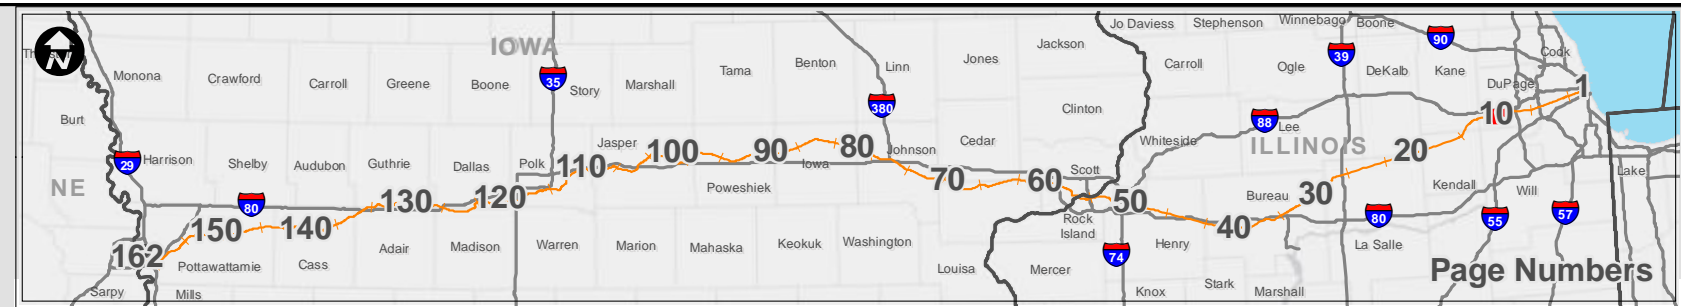 Jo Daviess Stephenson Winnebago Boone
IOWA
Jackson
90
Cook
N
39
Monona Crawford Carroll Greene Boone 35 Story Marshall Tama Benton Linn Jones Carroll Ogle DeKalb Kane
DuPage 1
380
Clinton
Burt
88 Lee
10
Whiteside
ILLINOIS
Jasper 100 90 80 Johnson Cedar
20
29 Harrison Shelby Audubon Guthrie Dallas Polk 110 Iowa
Scott
Lake
NE
Poweshiek
70 60
Kendall Will
80
130 120
50
Bureau 30
150 140
Rock
Island
40
80 55 57
162
Adair Madison Warren Marion Mahaska Keokuk Washington
Henry
La Salle
74
Pottawattamie Cass
Louisa Mercer
Page Numbers
Sarpy Mills
Knox Stark Marshall